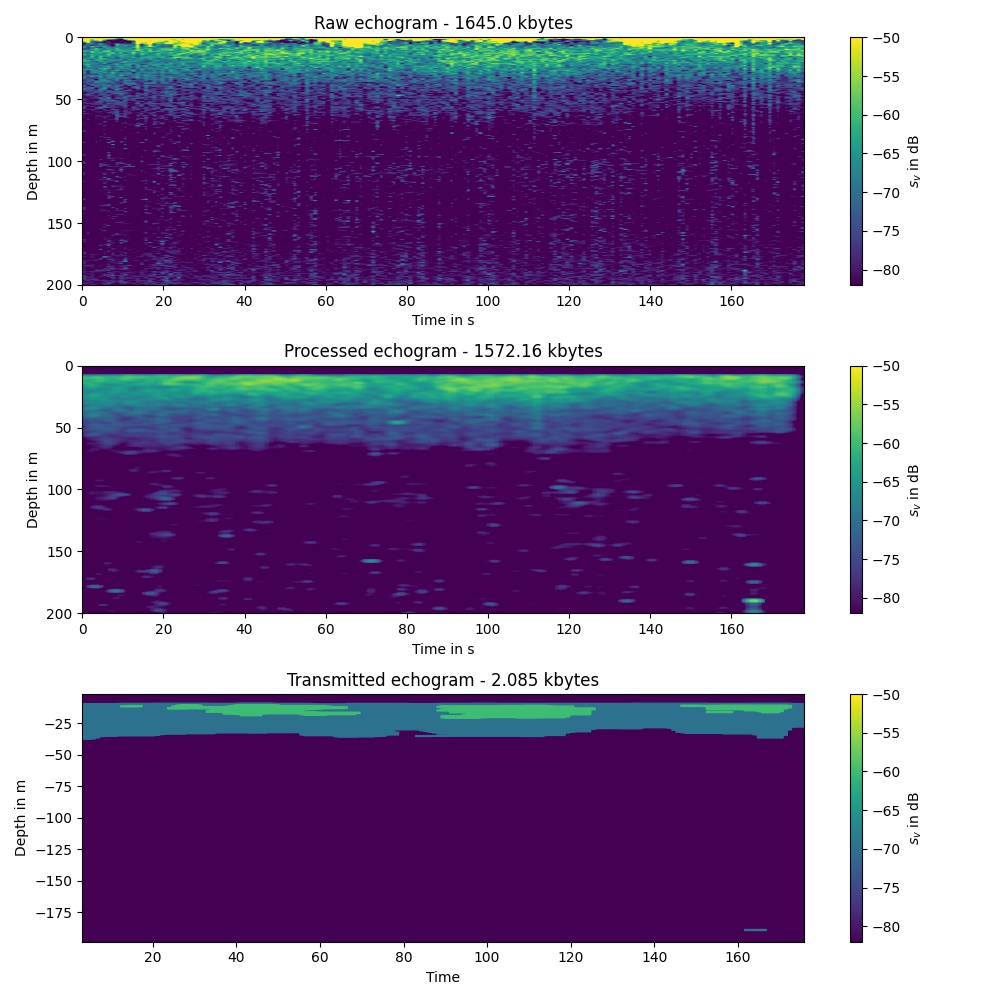 Raw echogram - 1645.0 kbytes
0
50
100
150
200
Depth in m
0 20 40 60 80 100 120 140 160
Time in s
−50
−55
−60
−65
−70
−75
−80
sv in dB
Processed echogram - 1572.16 kbytes
0
50
100
150
200
Depth in m
0 20 40 60 80 100 120 140 160
Time in s
−50
−55
−60
−65
−70
−75
−80
sv in dB
Transmitted echogram - 2.085 kbytes
−25
−50
−75
−100
−125
−150
−175
Depth in m
20 40 60 80 100 120 140 160
Time
−50
−55
−60
−65
−70
−75
−80
sv in dB